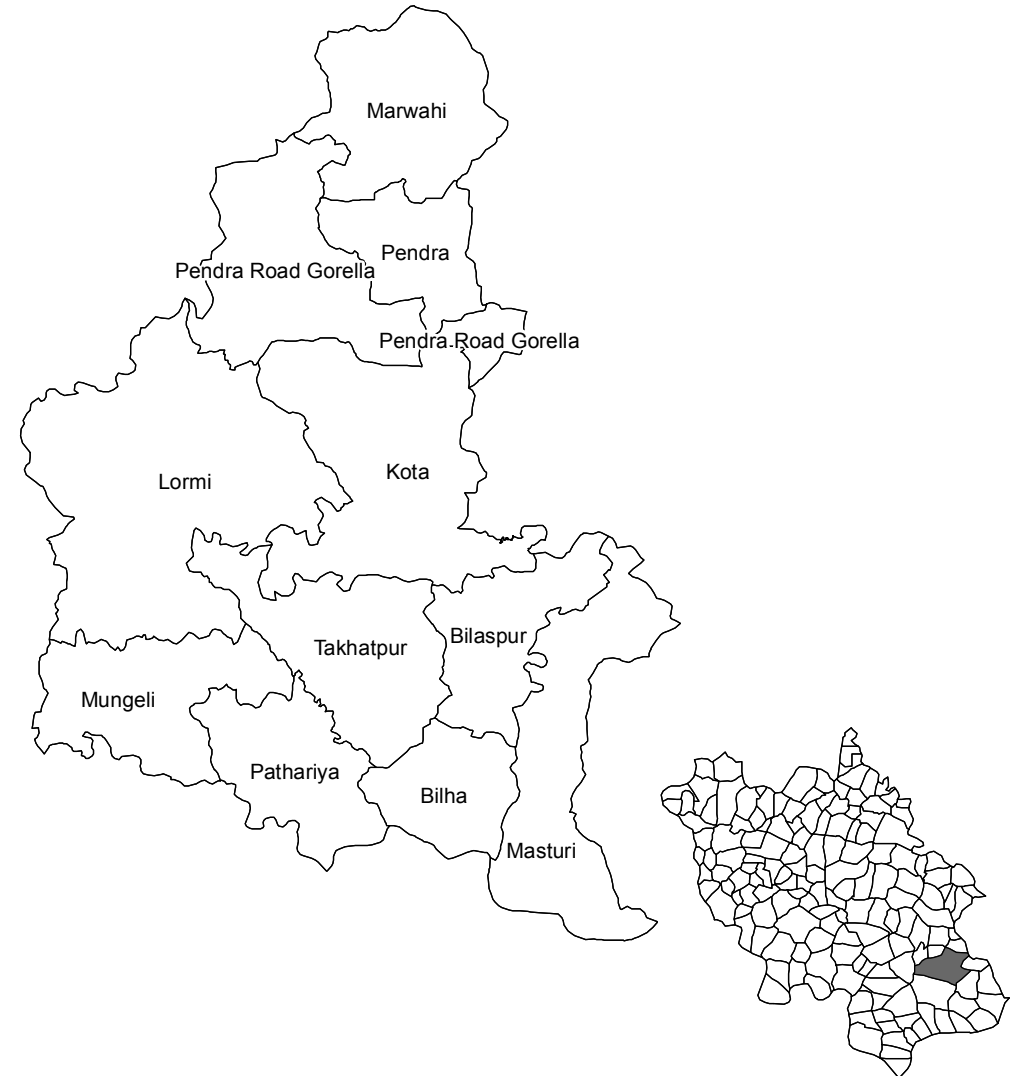 Marwahi
Pendra
Pendra Road Gorella
Pendra Road Gorella
Kota
Lormi
Bilaspur
Takhatpur
Mungeli
Pathariya
Bilha
Masturi